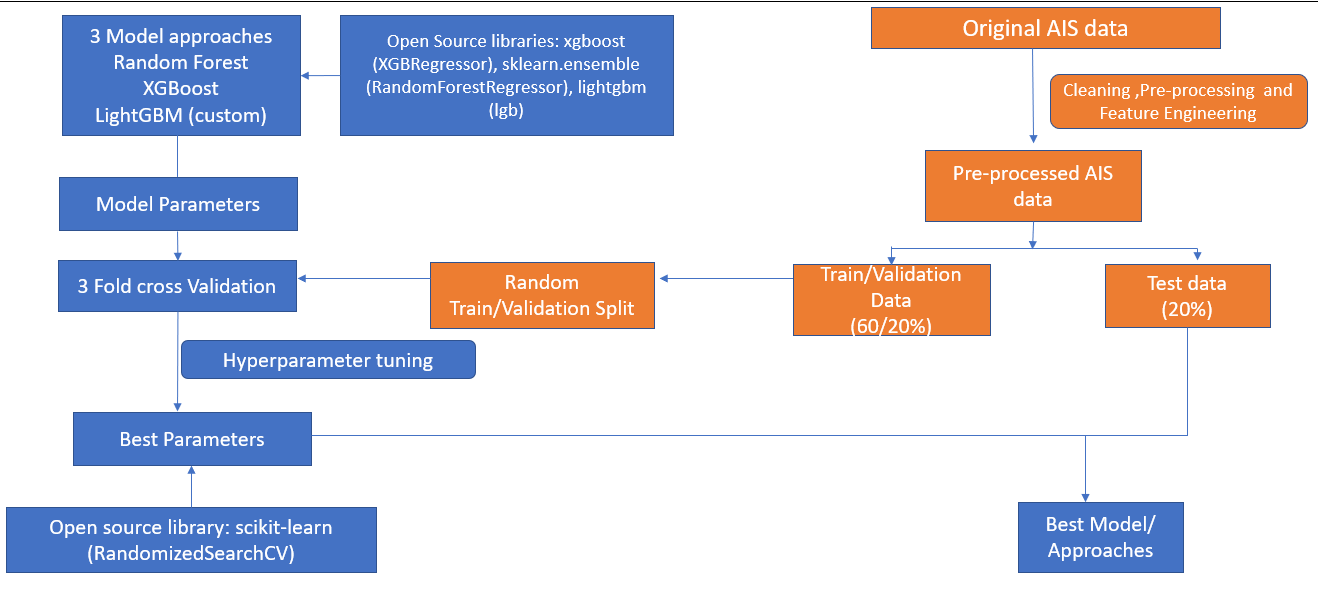 3 Model approaches
Random Forest
XGBoost
LightGBM (custom)
Open Source libraries: xgboost
(XGBRegressor), sklearn.ensemble
(RandomForestRegressor), lightgbm
(lgb)
Original AIS data
Cleaning ,Pre-processing and
Feature Engineering
Pre-processed AIS
data
Model Parameters
3 Fold cross Validation
Random
Train/Validation Split
Train/Validation
Data
(60/20%)
Test data
(20%)
Hyperparameter tuning
Best Parameters
Open source library: scikit-learn
(RandomizedSearchCV)
Best Model/
Approaches